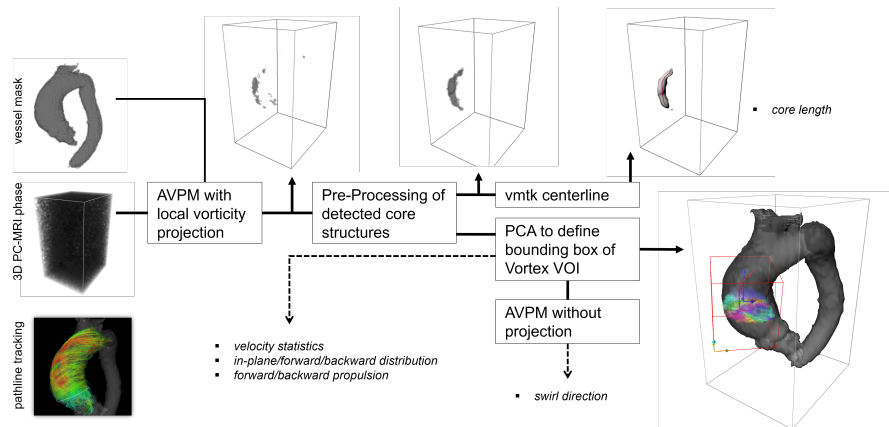 vessel mask
3D PC-MRI phase
pathline tracking
AVPM with
local vorticity
projection
Pre-Processing of
detected core
structures
vmtk centerline
▪ core length
PCA to define
bounding box of
Vortex VOI
AVPM without
projection
▪ velocity statistics
▪ in-plane/forward/backward distribution
▪ forward/backward propulsion
▪ swirl direction